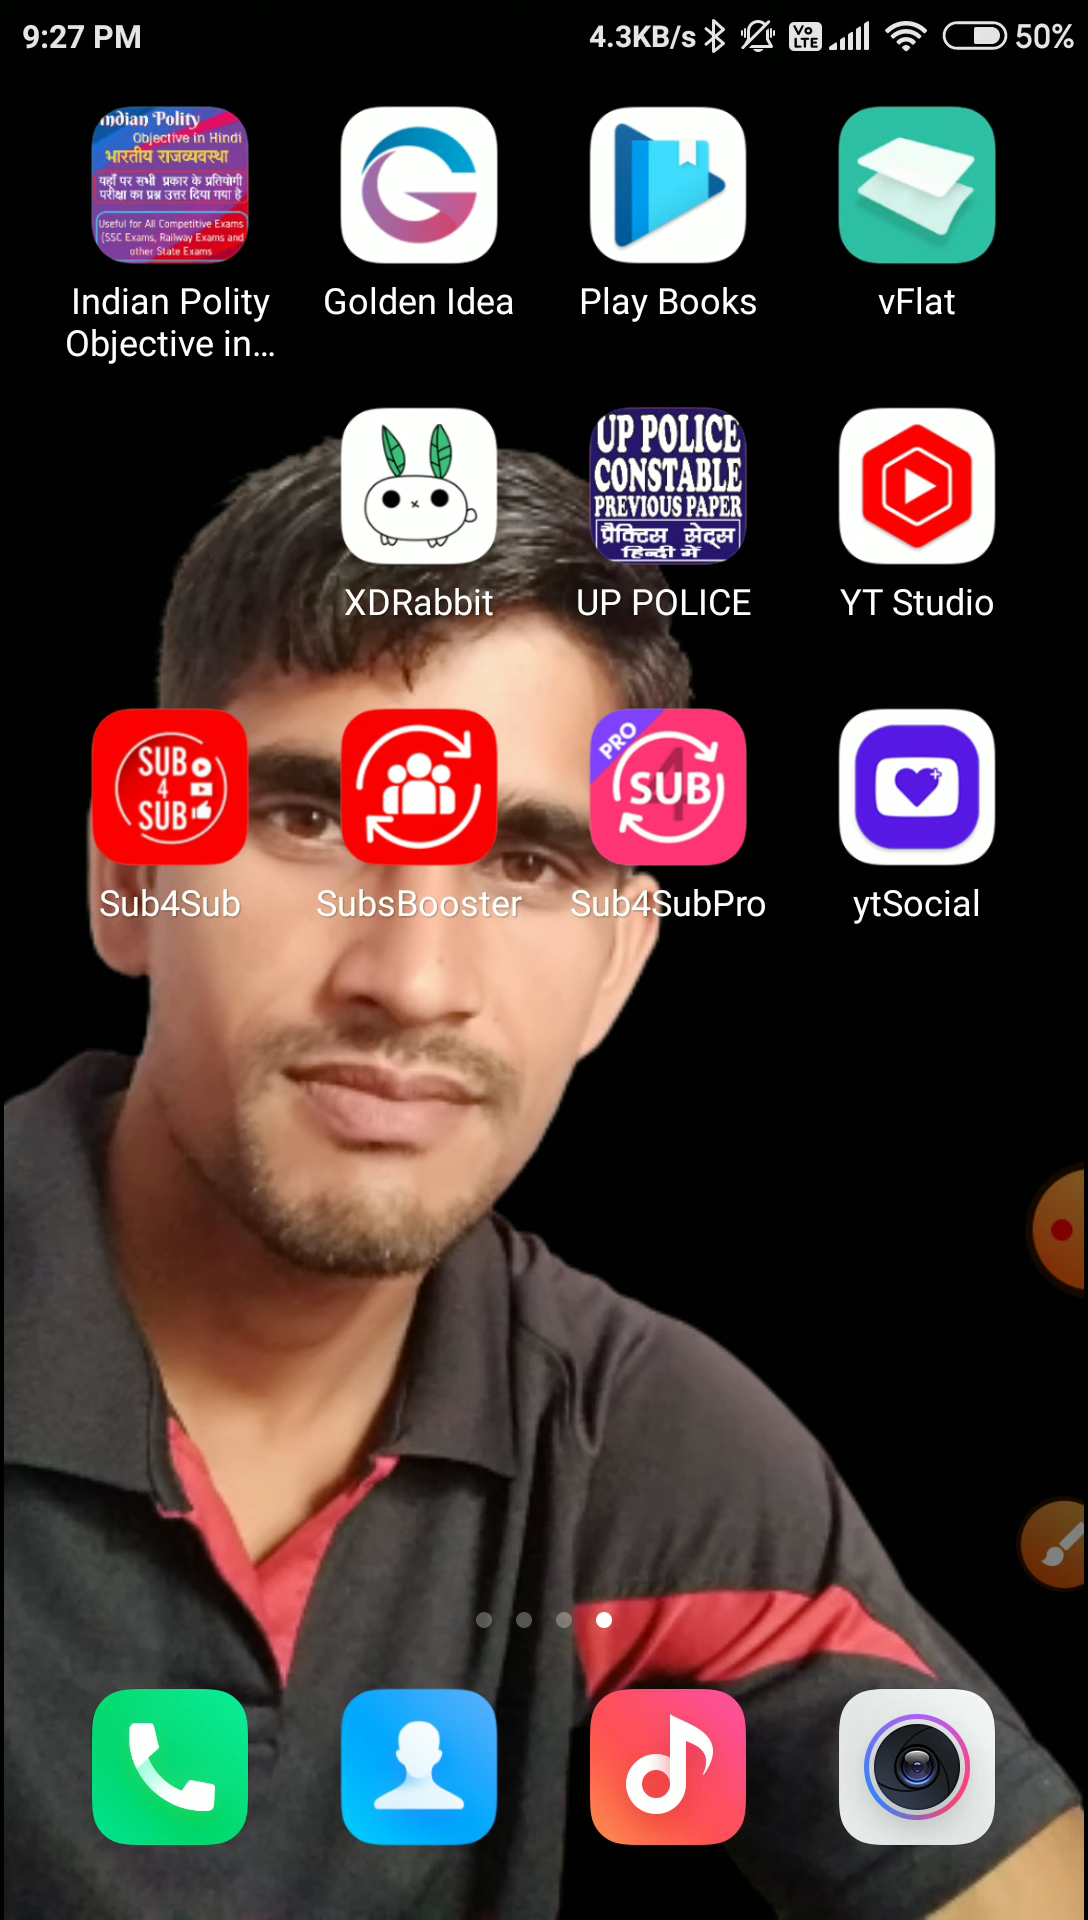 9:27 PM 4.3KB/s Vo LTE 50%
Indian Polity
Objective in Hindi
भारतीय राजव्यवस्था
यहाँ पर सभी प्रकार के प्रतियोगी
परीक्षा का प्रश्न उत्तर दिया गया है
Useful for All Competitive Exams
(SSC Exams, Railway Exams and
other State Exams
Indian Polity
Objective in...
Golden Idea
Play Books
vFlat
XDRabbit
UP POLICE
CONSTABLE
PREVIOUS PAPER
प्रैक्टिस सेट्स
हिन्दी में
UP POLICE
YT Studio
SUB
4
SUB
Sub4Sub
SubsBooster
PRO
4
SUB
Sub4SubPro
ytSocial